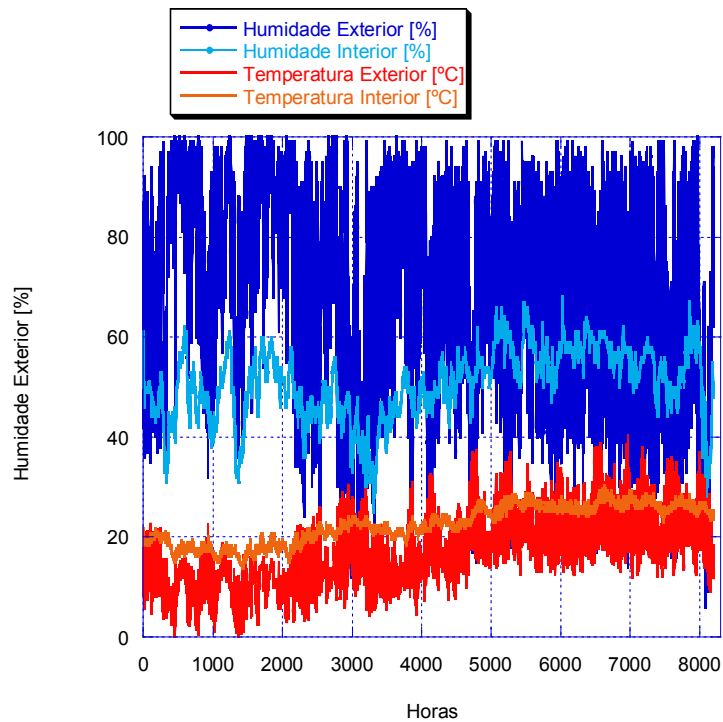 Humidade Exterior [%]
Humidade Interior [%]
Temperatura Exterior [ºC]
Temperatura Interior [ºC]
100
80
60
40
20
0
Humidade Exterior [%]
0 1000 2000 3000 4000 5000 6000 7000 8000
Horas